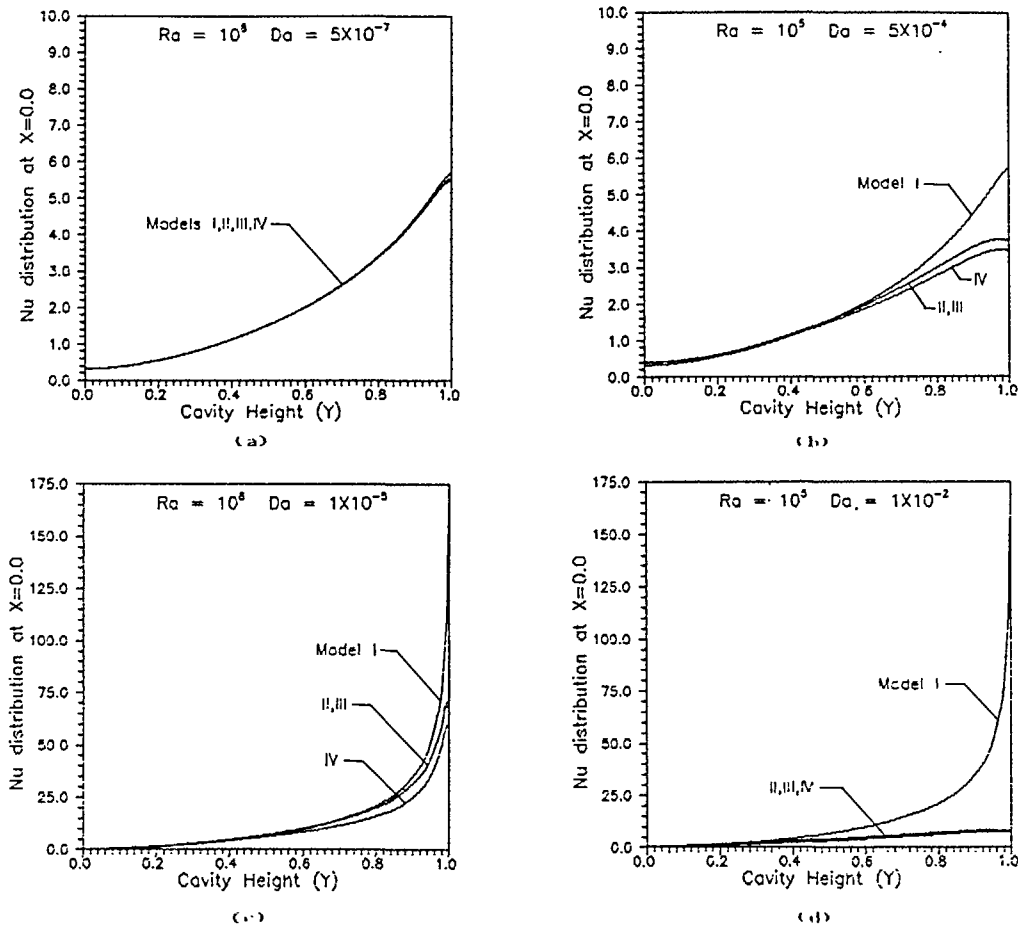 Ra = 10⁸ Da = 5X10⁻⁷
Nu distribution at X=0.0
10.0
9.0
8.0
7.0
6.0
5.0
4.0
3.0
2.0
1.0
0.0
Models I,II,III,IV
0.0 0.2 0.4 0.6 0.8 1.0
Cavity Height (Y)
(a)
Ra = 10⁵ Da = 5X10⁻⁴
Nu distribution at X=0.0
10.0
9.0
8.0
7.0
6.0
5.0
4.0
3.0
2.0
1.0
0.0
Model I
IV
II,III
0.0 0.2 0.4 0.6 0.8 1.0
Cavity Height (Y)
(b)
Ra = 10⁸ Da = 1X10⁻⁵
Nu distribution at X=0.0
175.0
150.0
125.0
100.0
75.0
50.0
25.0
0.0
Model I
II,III
IV
0.0 0.2 0.4 0.6 0.8 1.0
Cavity Height (Y)
(c)
Ra = 10⁵ Da = 1X10⁻²
Nu distribution at X=0.0
175.0
150.0
125.0
100.0
75.0
50.0
25.0
0.0
Model I
II,III,IV
0.0 0.2 0.4 0.6 0.8 1.0
Cavity Height (Y)
(d)